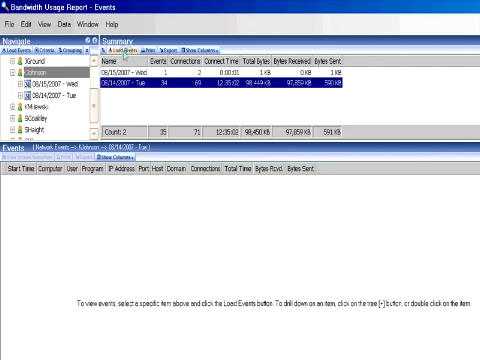 Bandwidth Usage Report - Events
File Edit View Data Window Help
Navigate
Load Events Criteria Grouping
JGround
JJohnson
08/15/2007 - Wed
08/14/2007 - Tue
KMilewski
SCoakley
SHaight
Summary
Load Events Print Export Show Columns
Name Events Connections Connect Time Total Bytes Bytes Received Bytes Sent
08/15/2007 - Wed 1 2 0:00:01 1 KB 0 KB 1 KB
08/14/2007 - Tue 34 69 12:35:02 98,449 KB 97,859 KB 590 KB
Count: 2 35 71 12:35:02 98,450 KB 97,859 KB 591 KB
Events
Show Columns
Start Time Computer User Program IP Address Port Host Domain Connections Total Time Bytes Rcvd. Bytes Sent
To view events, select a specific item above and click the Load Events button. To drill down on an item, click on the tree [+] button, or double click on the item.